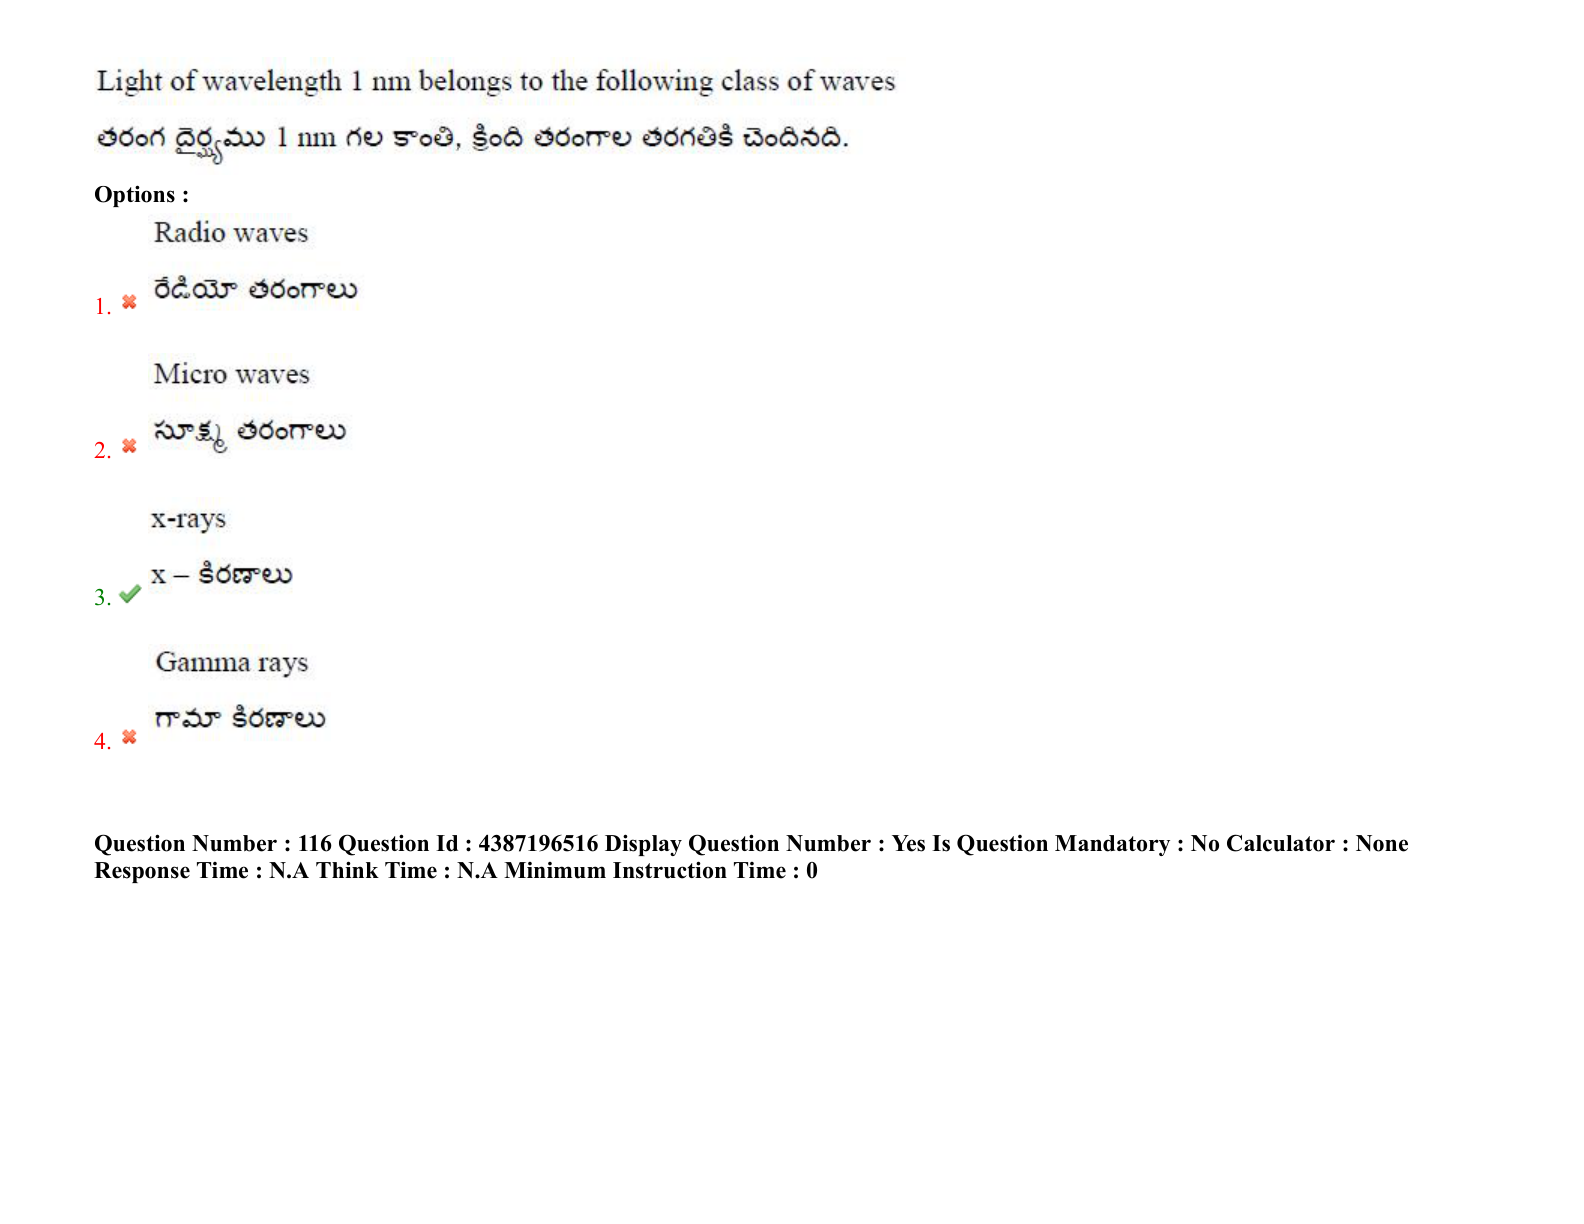 Light of wavelength 1 nm belongs to the following class of waves
తరంగ దైర్ఘ్యము 1 nm గల కాంతి, క్రింది తరంగాల తరగతికి చెందినది.
Options :
Radio waves
రేడియో తరంగాలు
1.
Micro waves
సూక్ష్మ తరంగాలు
2.
x-rays
x – కిరణాలు
3.
Gamma rays
గామా కిరణాలు
4.
Question Number : 116 Question Id : 4387196516 Display Question Number : Yes Is Question Mandatory : No Calculator : None
Response Time : N.A Think Time : N.A Minimum Instruction Time : 0